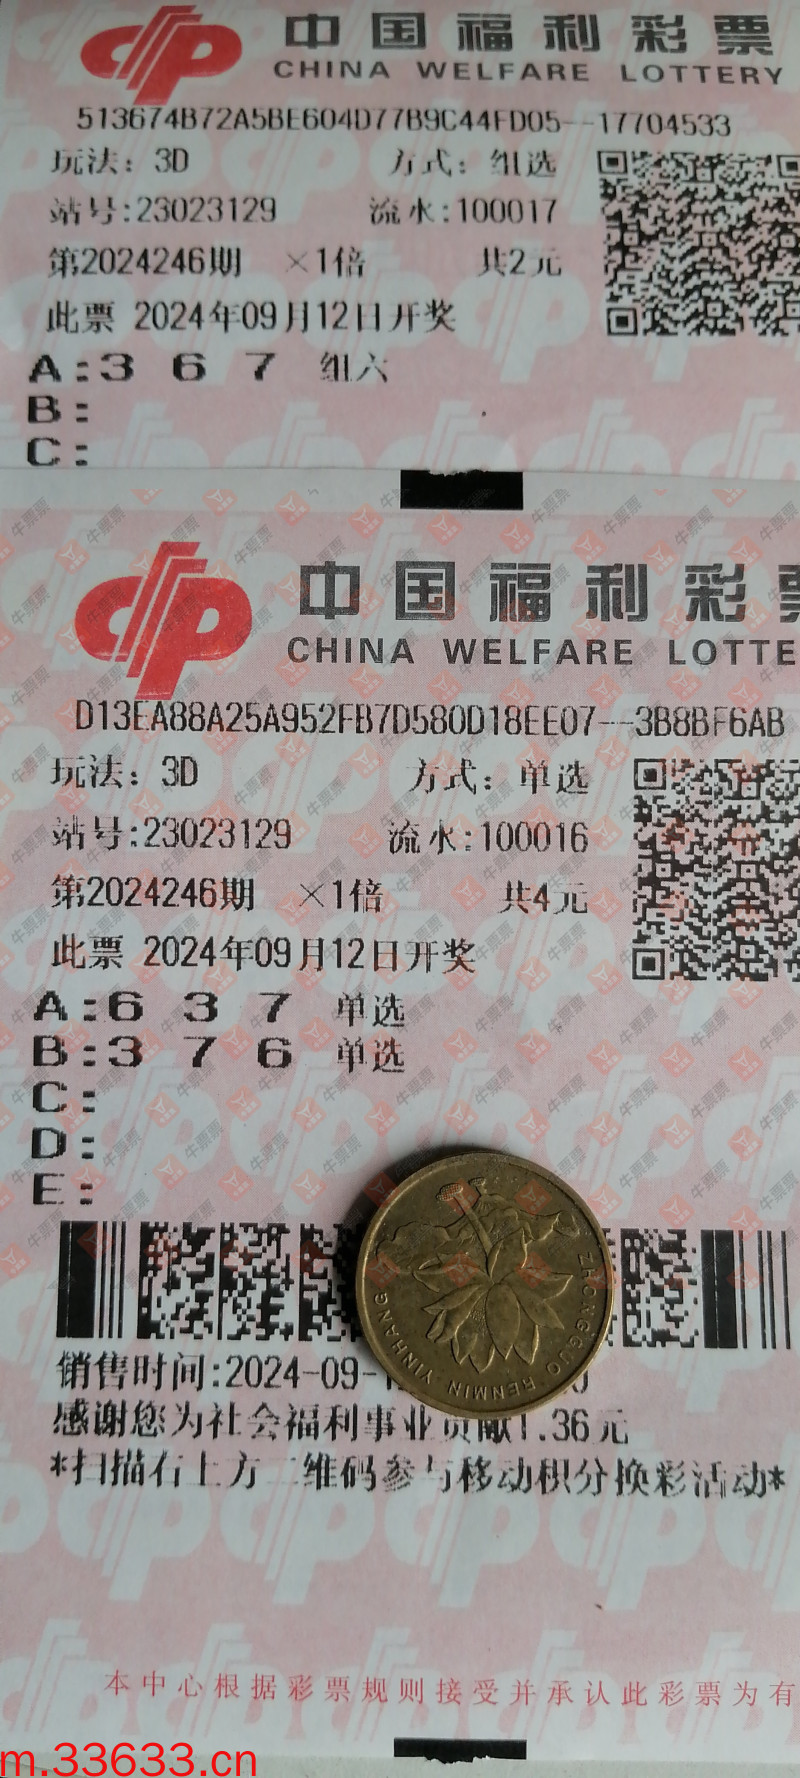 中国福利彩票
CHINA WELFARE LOTTERY
513674B72A5BE604D77B9C44FD05--17704533
玩法：3D 方式：组选
站号:23023129 流水:100017
第2024246期 ×1倍 共2元
此票 2024年09月12日开奖
A:3 6 7 组六
B:
C:
中国福利彩
CHINA WELFARE LOTTE
D13EA88A25A952FB7D580D18EE07--3B8BF6AB
玩法：3D 方式：单选
站号:23023129 流水:100016
第2024246期 ×1倍 共4元
此票 2024年09月12日开奖
A:6 3 7 单选
B:3 7 6 单选
C:
D:
E:
ZHONGGUO RENMIN YINHANG
销售时间:2024-09-
感谢您为社会福利事业贡献1.36元
*扫描右上方二维码参与移动积分换彩活动*
本中心根据彩票规则接受并承认此彩票为有
牛票票
m.33633.cn